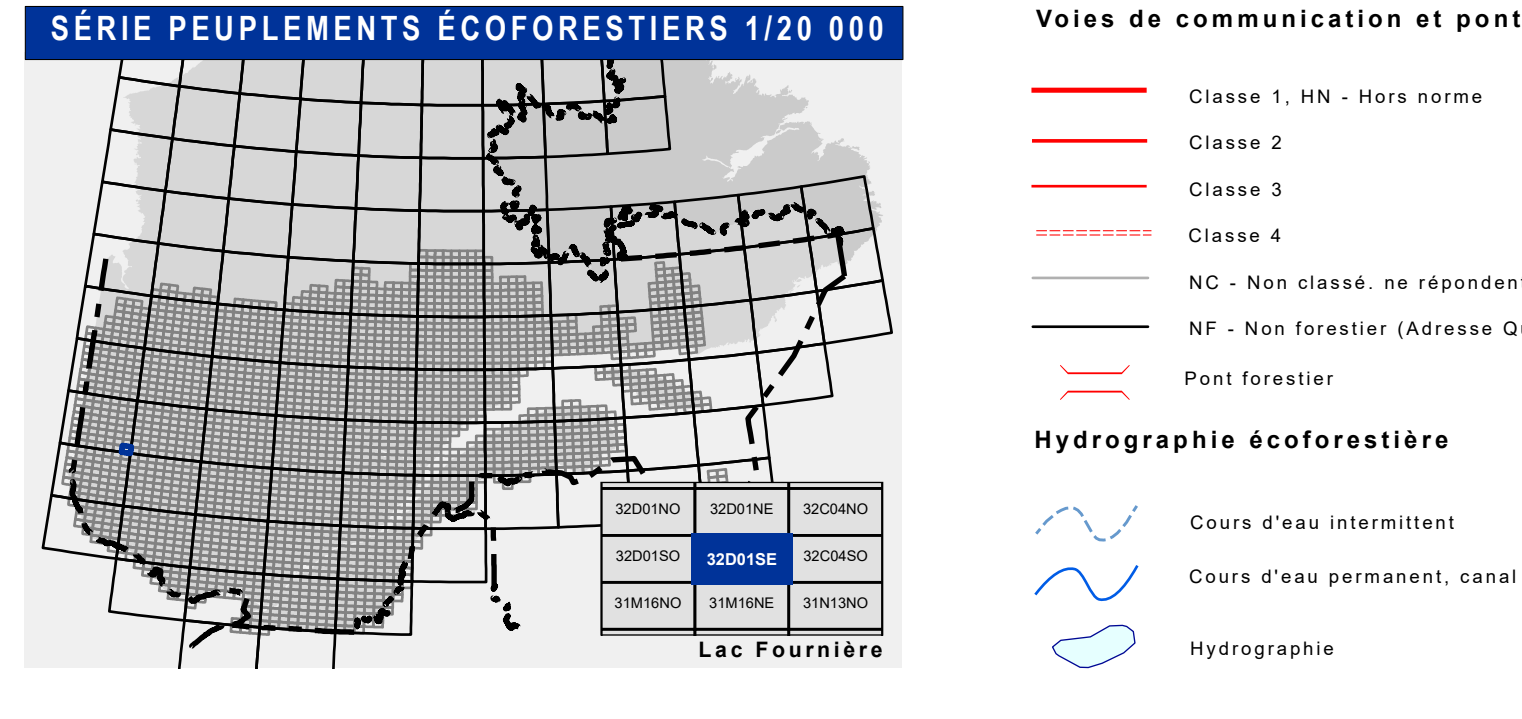 SÉRIE PEUPLEMENTS ÉCOFORESTIERS 1/20 000
32D01NO 32D01NE 32C04NO
32D01SO 32D01SE 32C04SO
31M16NO 31M16NE 31N13NO
Lac Fournière
Voies de communication et pont
Classe 1, HN - Hors norme
Classe 2
Classe 3
Classe 4
NC - Non classé. ne répondent
NF - Non forestier (Adresse
Pont forestier
Hydrographie écoforestière
Cours d'eau intermittent
Cours d'eau permanent, canal
Hydrographie